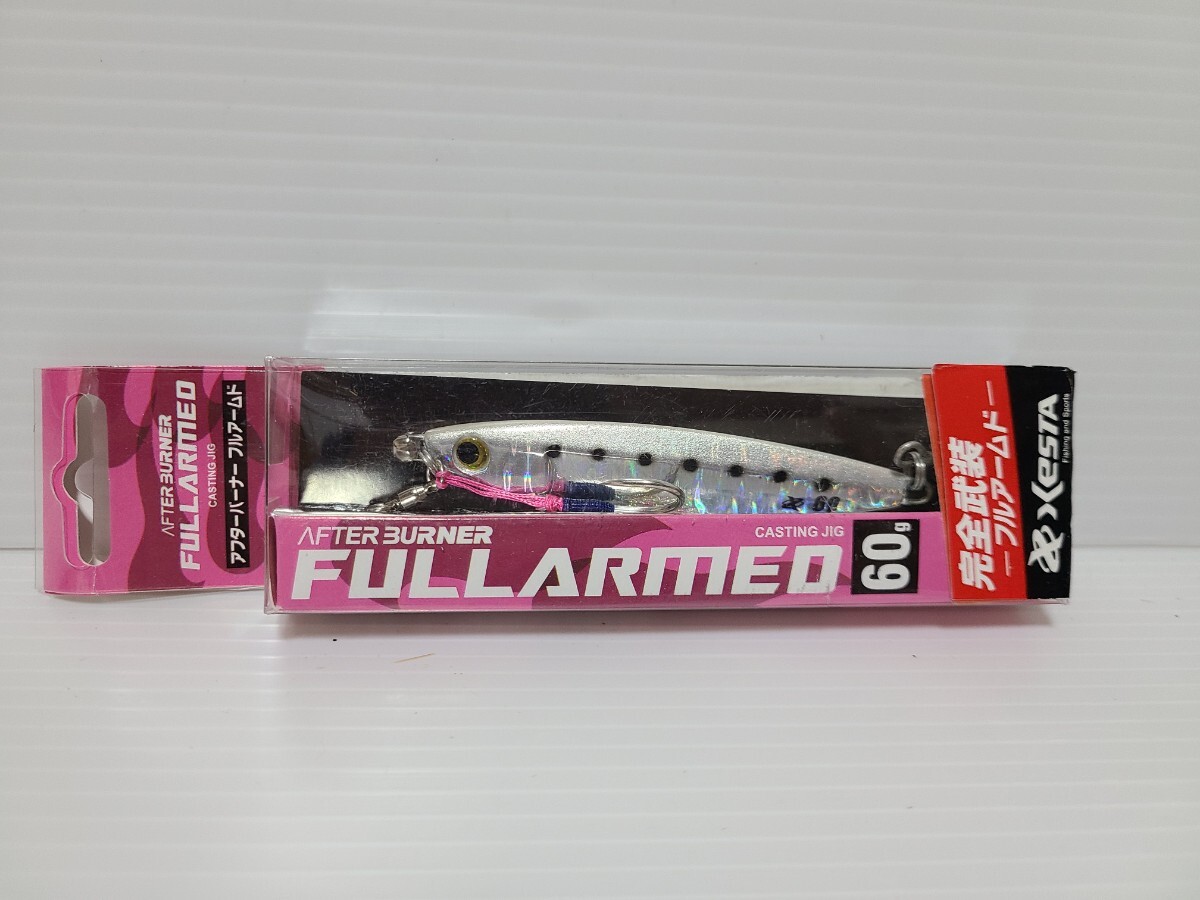 AFTER BURNER
FULLARMED
CASTING JIG
アフターバーナー フルアームド
60
AFTER BURNER
CASTING JIG
FULLARMED
60g
完全武装
ーフルアームドー
XESTA
Fishing and Sports